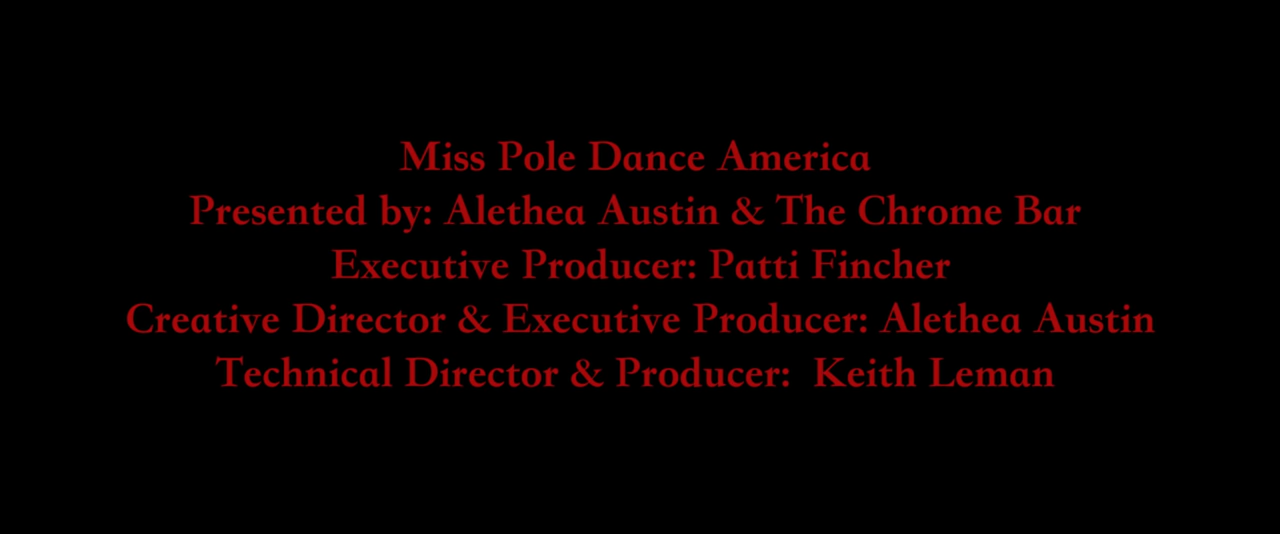 Miss Pole Dance America
Presented by: Alethea Austin & The Chrome Bar
Executive Producer: Patti Fincher
Creative Director & Executive Producer: Alethea Austin
Technical Director & Producer:  Keith Leman